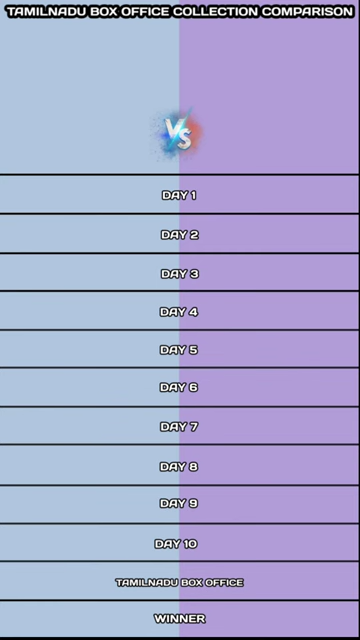 TAMILNADU BOX OFFICE COLLECTION COMPARISON
VS
DAY 1
DAY 2
DAY 3
DAY 4
DAY 5
DAY 6
DAY 7
DAY 8
DAY 9
DAY 10
TAMILNADU BOX OFFICE
WINNER